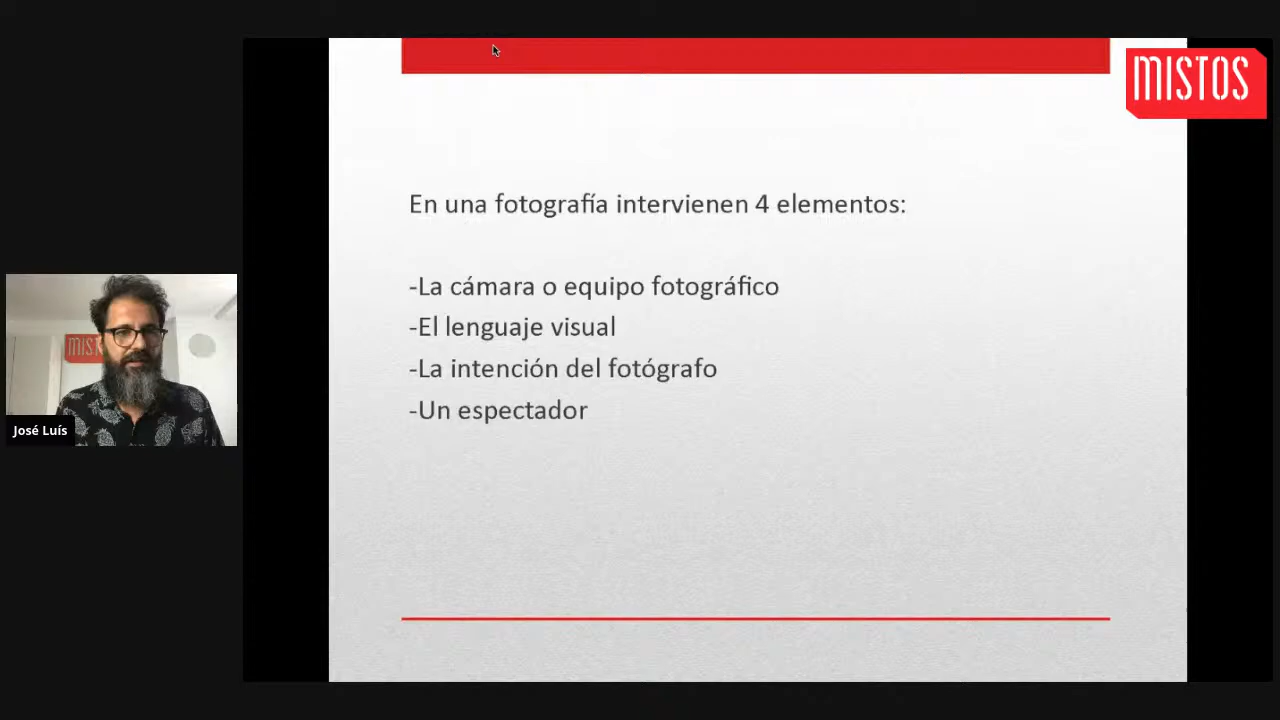 MISTOS
En una fotografía intervienen 4 elementos:
-La cámara o equipo fotográfico
-El lenguaje visual
-La intención del fotógrafo
-Un espectador
MIS
José Luís